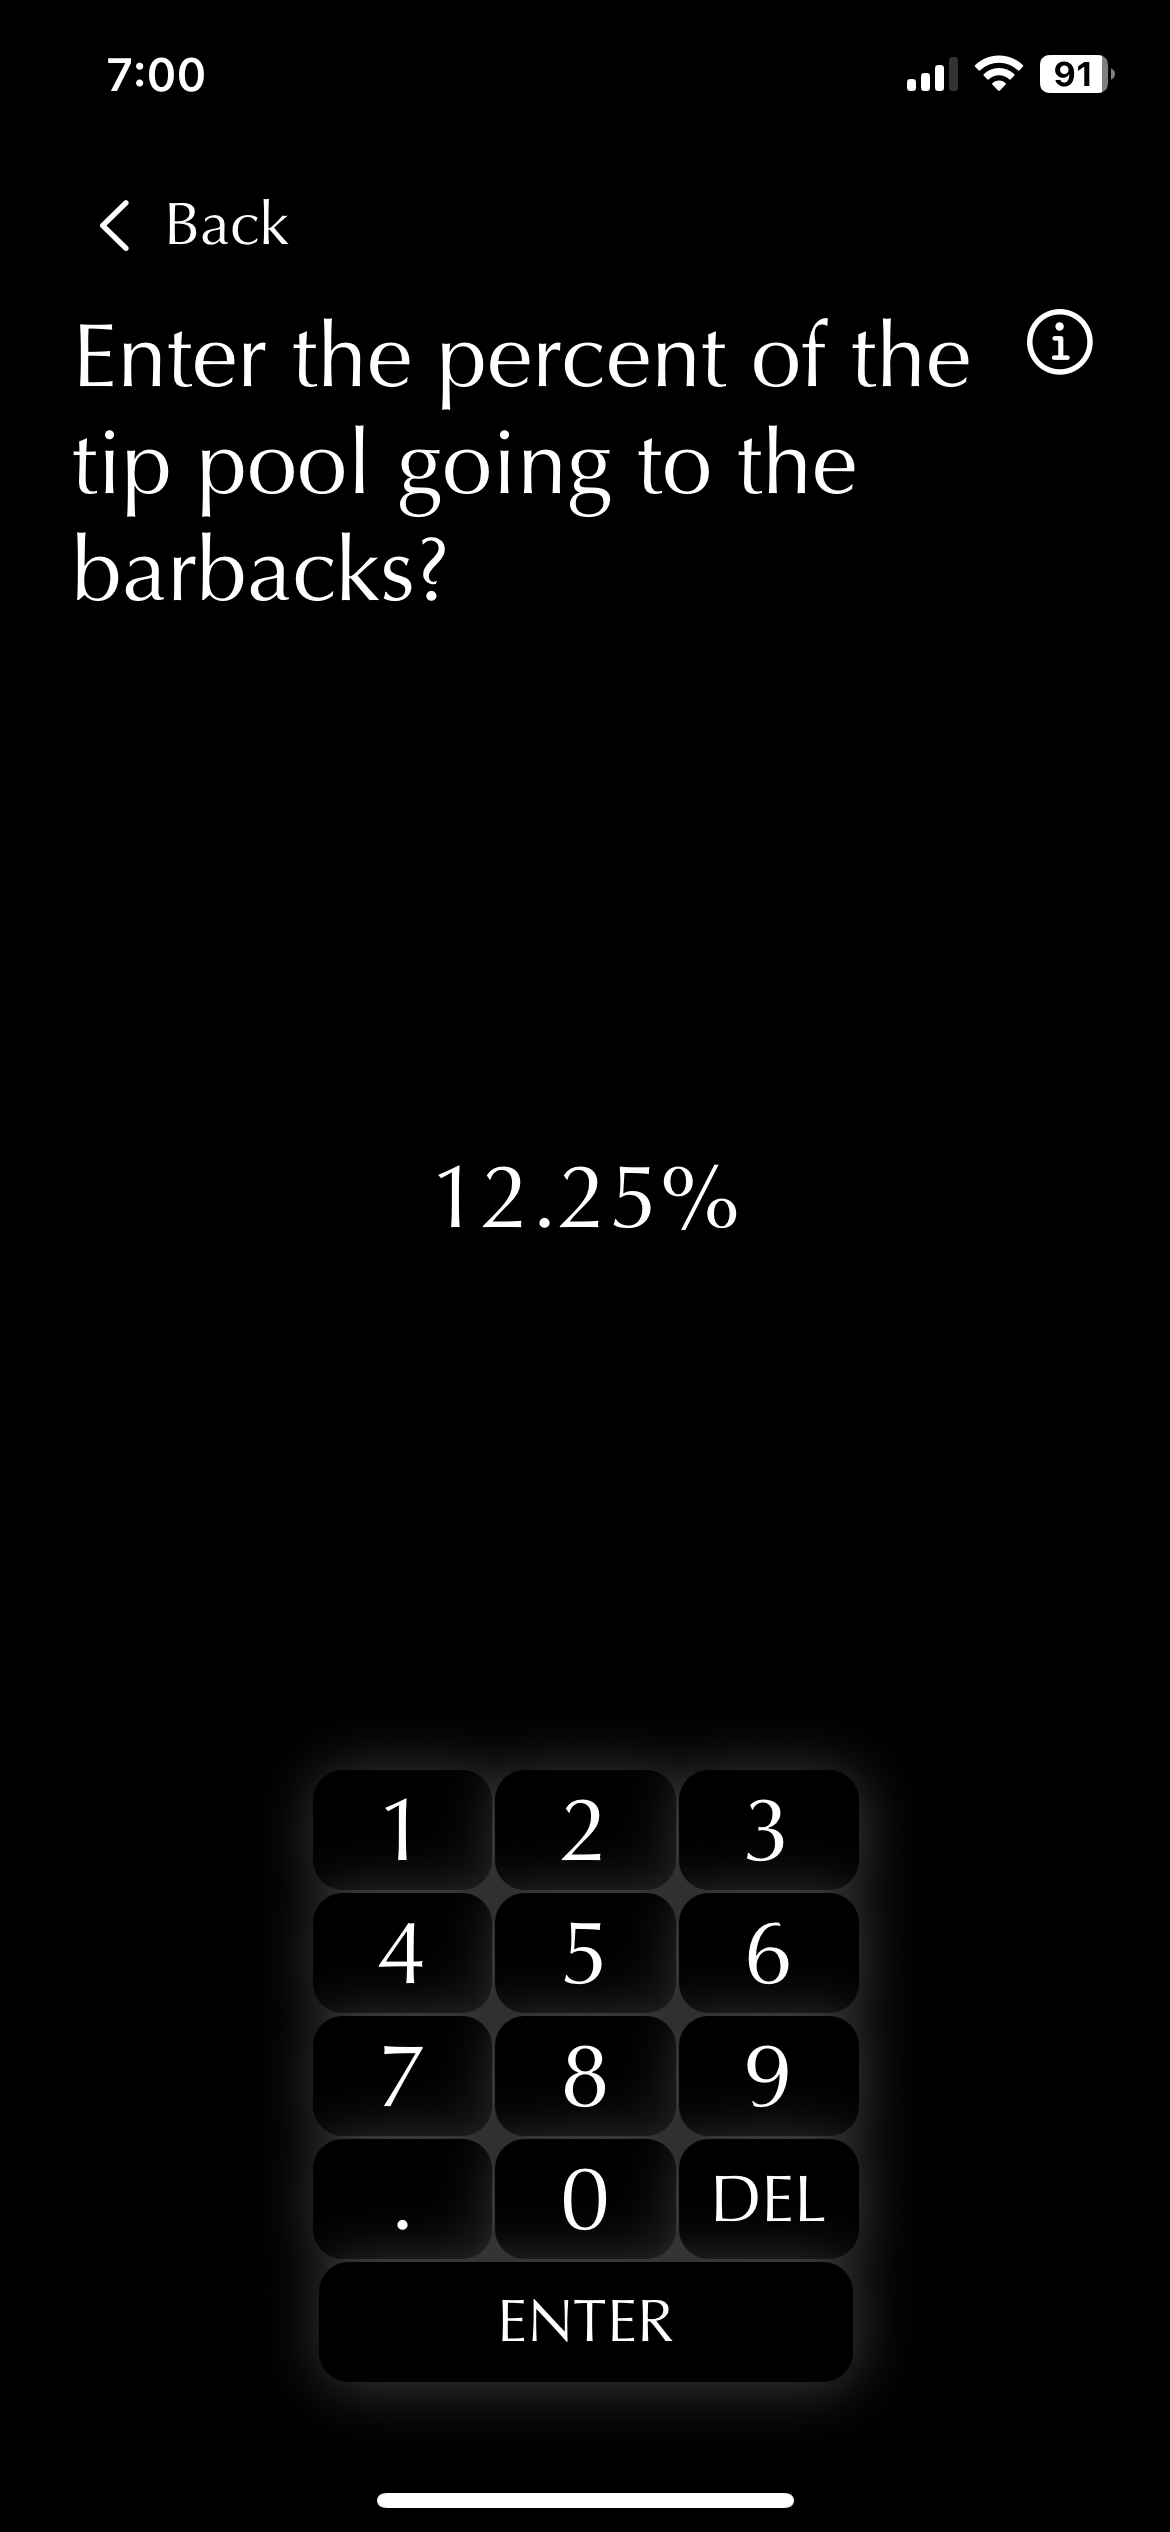 7:00
91
Back
Enter the percent of the
tip pool going to the
barbacks?
12.25%
1 2 3
4 5 6
7 8 9
. 0 DEL
ENTER